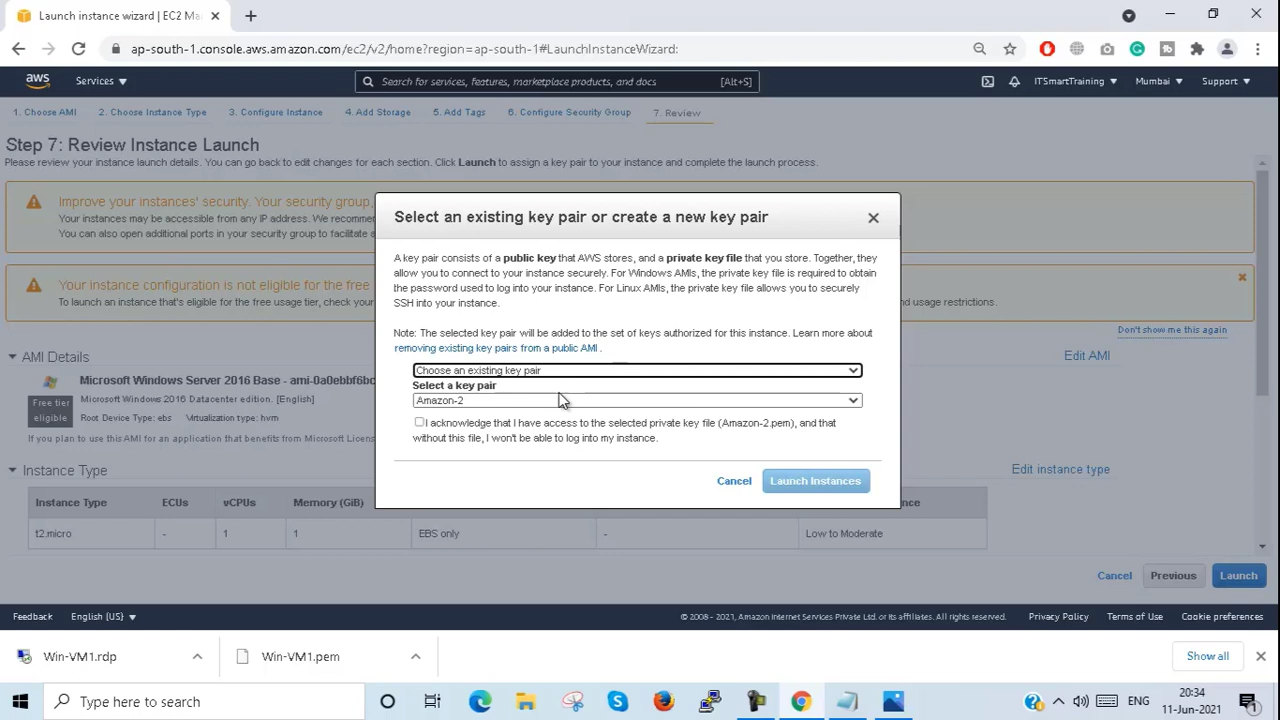 Launch instance wizard | EC2 Ma
ap-south-1.console.aws.amazon.com/ec2/v2/home?region=ap-south-1#LaunchInstanceWizard:
aws
Services
Search for services, features, marketplace products, and docs
[Alt+S]
ITSmartTraining
Mumbai
Support
1. Choose AMI
2. Choose Instance Type
3. Configure Instance
4. Add Storage
5. Add Tags
6. Configure Security Group
7. Review
Step 7: Review Instance Launch
Please review your instance launch details. You can go back to edit changes for each section. Click Launch to assign a key pair to your instance and complete the launch process.
Improve your instances' security. Your security group,
Your instances may be accessible from any IP address. We recomm
You can also open additional ports in your security group to facilitate a
Your instance configuration is not eligible for the free
To launch an instance that's eligible for the free usage tier, check
and usage restrictions.
Don't show me this again
Select an existing key pair or create a new key pair
A key pair consists of a public key that AWS stores, and a private key file that you store. Together, they
allow you to connect to your instance securely. For Windows AMIs, the private key file is required to obtain
the password used to log into your instance. For Linux AMIs, the private key file allows you to securely
SSH into your instance.
Note: The selected key pair will be added to the set of keys authorized for this instance. Learn more about
removing existing key pairs from a public AMI .
Choose an existing key pair
Select a key pair
Amazon-2
I acknowledge that I have access to the selected private key file (Amazon-2.pem), and that
without this file, I won't be able to log into my instance.
Cancel
Launch Instances
AMI Details
Edit AMI
Microsoft Windows Server 2016 Base - ami-0a0ebbf6bc
Free tier
eligible
Microsoft Windows 2016 Datacenter edition. [English]
Root Device Type: ebs Virtualization type: hvm
If you plan to use this AMI for an application that benefits from Microsoft Licens
Instance Type
Edit instance type
Instance Type
ECUs
vCPUs
Memory (GiB)
nce
t2.micro
-
1
1
EBS only
-
Low to Moderate
Cancel
Previous
Launch
Feedback
English (US)
© 2008 - 2021, Amazon Internet Services Private Ltd. or its affiliates. All rights reserved.
Privacy Policy
Terms of Use
Cookie preferences
Win-VM1.rdp
Win-VM1.pem
Show all
Type here to search
ENG
20:34
11-Jun-2021
1